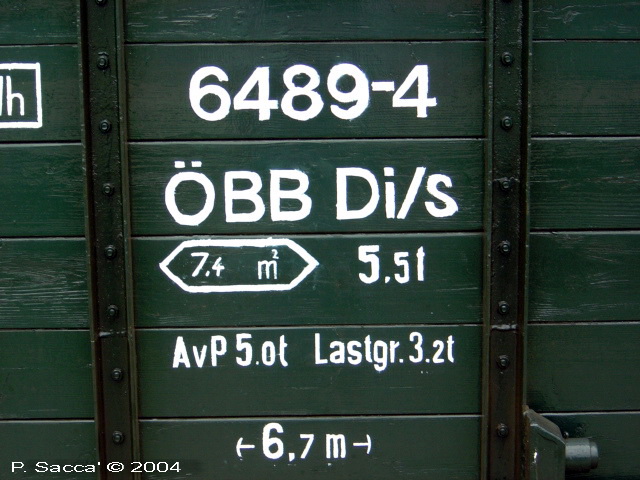 6489-4
ÖBB Di/s
7.4 m² 5,5t
AvP 5.0t Lastgr. 3.2t
6,7 m
P. Sacca' © 2004